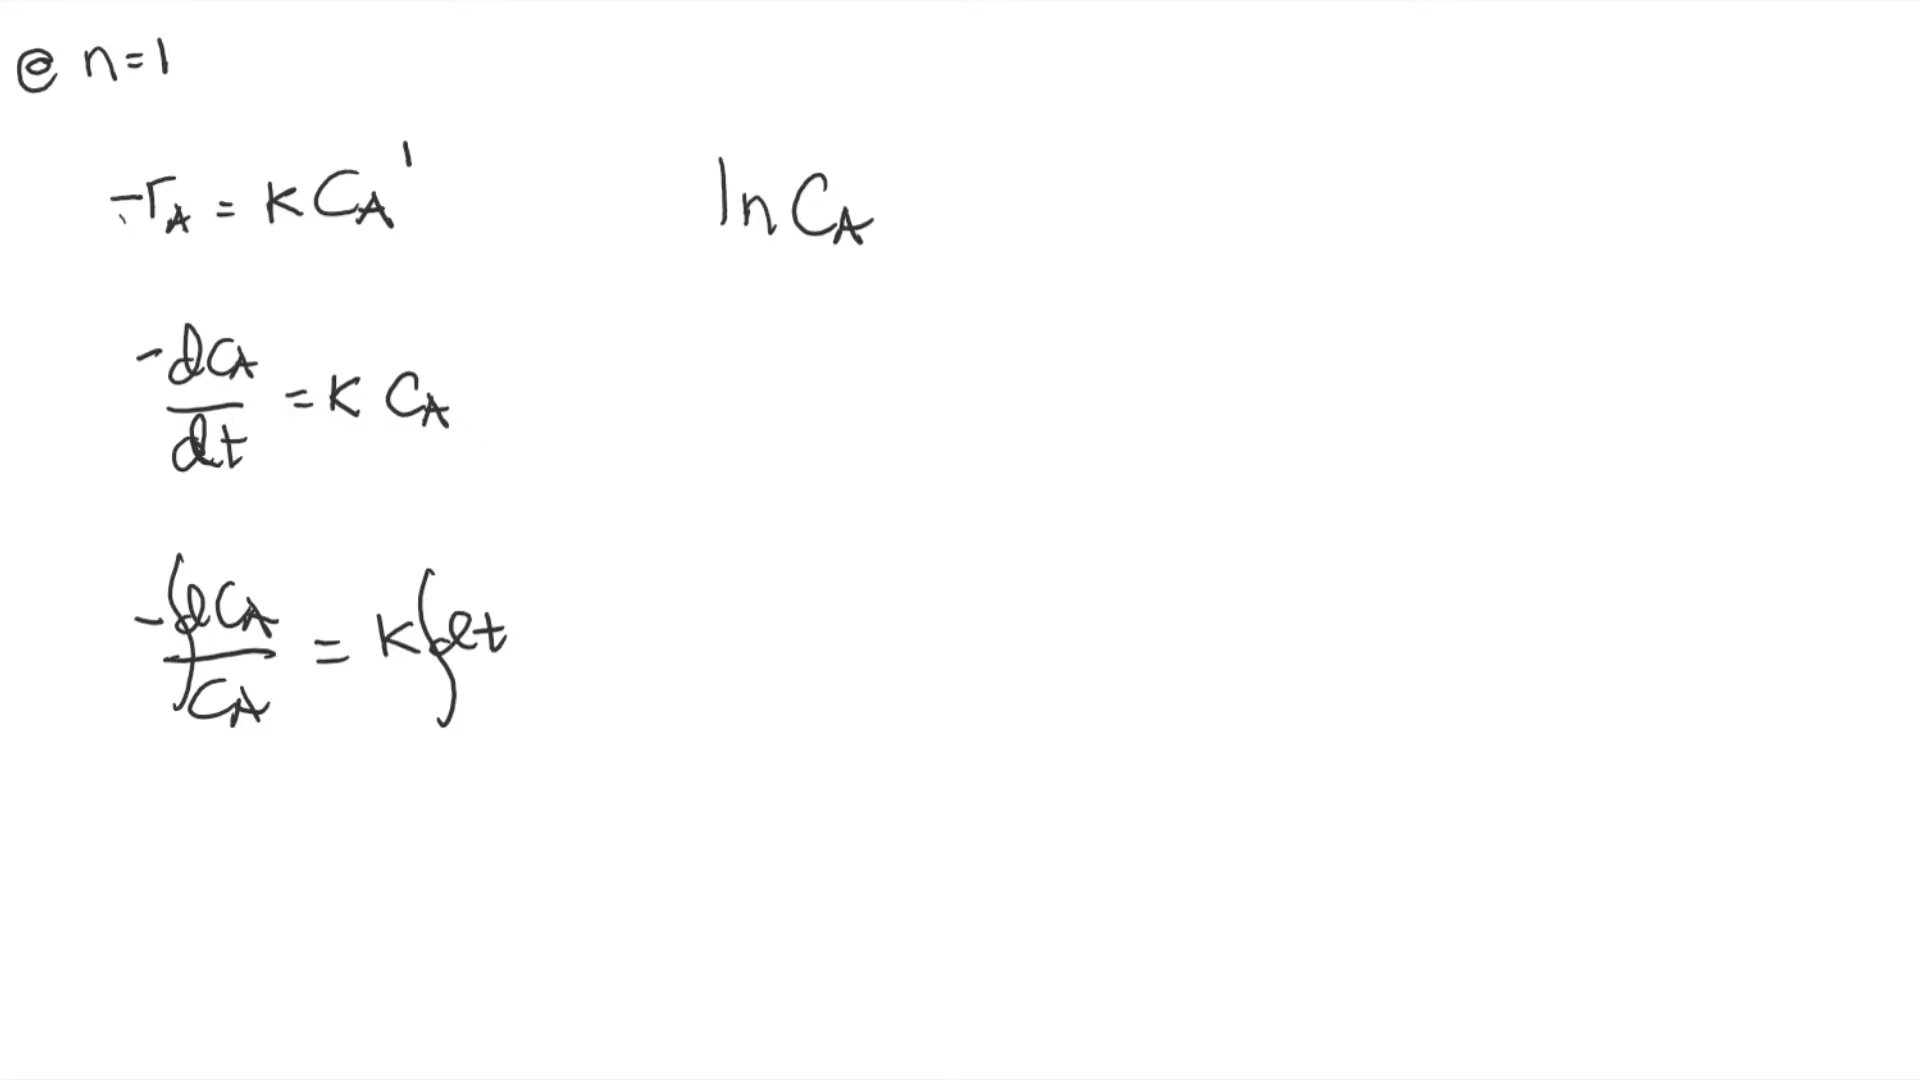 @ n=1
-rA = K CA^1
-dCA/dt = K CA
-∫dCA/CA = K∫dt
ln CA